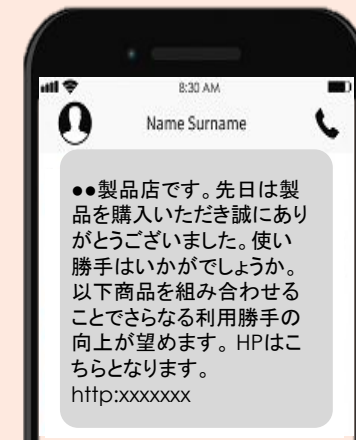 8:30 AM
Name Surname
●●製品店です。先日は製
品を購入いただき誠にあり
がとうございました。使い
勝手はいかがでしょうか。
以下商品を組み合わせる
ことでさらなる利用勝手の
向上が望めます。HPはこ
ちらとなります。
http:xxxxxxx